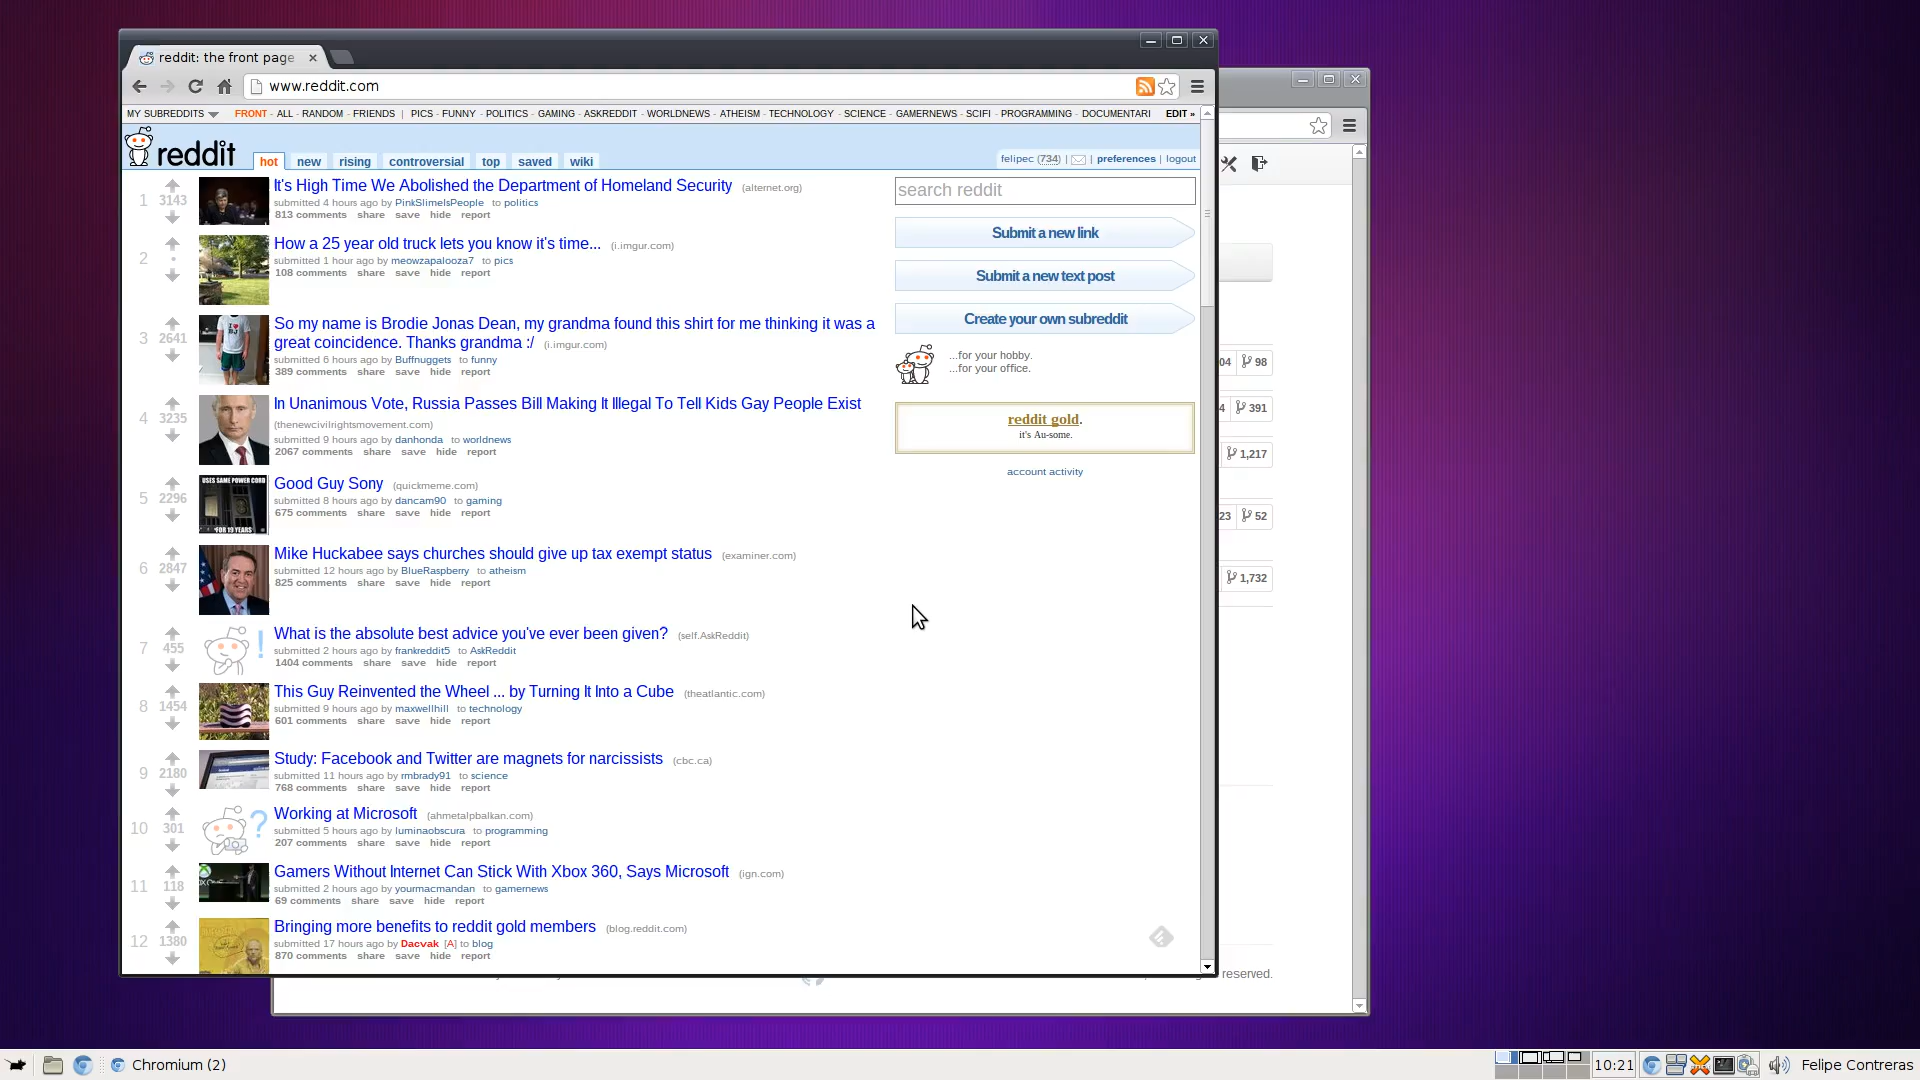 reddit: the front page
www.reddit.com
MY SUBREDDITS FRONT - ALL - RANDOM - FRIENDS | PICS - FUNNY - POLITICS - GAMING - ASKREDDIT - WORLDNEWS - ATHEISM - TECHNOLOGY - SCIENCE - GAMERNEWS - SCIFI - PROGRAMMING - DOCUMENTARI EDIT »
reddit hot new rising controversial top saved wiki
felipec (734) | | preferences | logout
1 3143 It's High Time We Abolished the Department of Homeland Security (alternet.org)
submitted 4 hours ago by PinkSlimeIsPeople to politics
813 comments share save hide report
2 • How a 25 year old truck lets you know it's time... (i.imgur.com)
submitted 1 hour ago by meowzapalooza7 to pics
108 comments share save hide report
3 2641 So my name is Brodie Jonas Dean, my grandma found this shirt for me thinking it was a
great coincidence. Thanks grandma :/ (i.imgur.com)
submitted 6 hours ago by Buffnuggets to funny
389 comments share save hide report
4 3235 In Unanimous Vote, Russia Passes Bill Making It Illegal To Tell Kids Gay People Exist
(thenewcivilrightsmovement.com)
submitted 9 hours ago by danhonda to worldnews
2067 comments share save hide report
USES SAME POWER CORD
FOR 19 YEARS
5 2296 Good Guy Sony (quickmeme.com)
submitted 8 hours ago by dancam90 to gaming
675 comments share save hide report
6 2847 Mike Huckabee says churches should give up tax exempt status (examiner.com)
submitted 12 hours ago by BlueRaspberry to atheism
825 comments share save hide report
7 455 What is the absolute best advice you've ever been given? (self.AskReddit)
submitted 2 hours ago by frankreddit5 to AskReddit
1404 comments share save hide report
8 1454 This Guy Reinvented the Wheel ... by Turning It Into a Cube (theatlantic.com)
submitted 9 hours ago by maxwellhill to technology
601 comments share save hide report
9 2180 Study: Facebook and Twitter are magnets for narcissists (cbc.ca)
submitted 11 hours ago by rmbrady91 to science
768 comments share save hide report
10 301 Working at Microsoft (ahmetalpbalkan.com)
submitted 5 hours ago by luminaobscura to programming
207 comments share save hide report
11 118 Gamers Without Internet Can Stick With Xbox 360, Says Microsoft (ign.com)
submitted 2 hours ago by yourmacmandan to gamernews
69 comments share save hide report
12 1380 Bringing more benefits to reddit gold members (blog.reddit.com)
submitted 17 hours ago by Dacvak [A] to blog
870 comments share save hide report
search reddit
Submit a new link
Submit a new text post
Create your own subreddit
...for your hobby.
...for your office.
reddit gold.
it's Au-some.
account activity
04 98
4 391
1,217
23 52
1,732
reserved.
Chromium (2)
10:21
Felipe Contreras